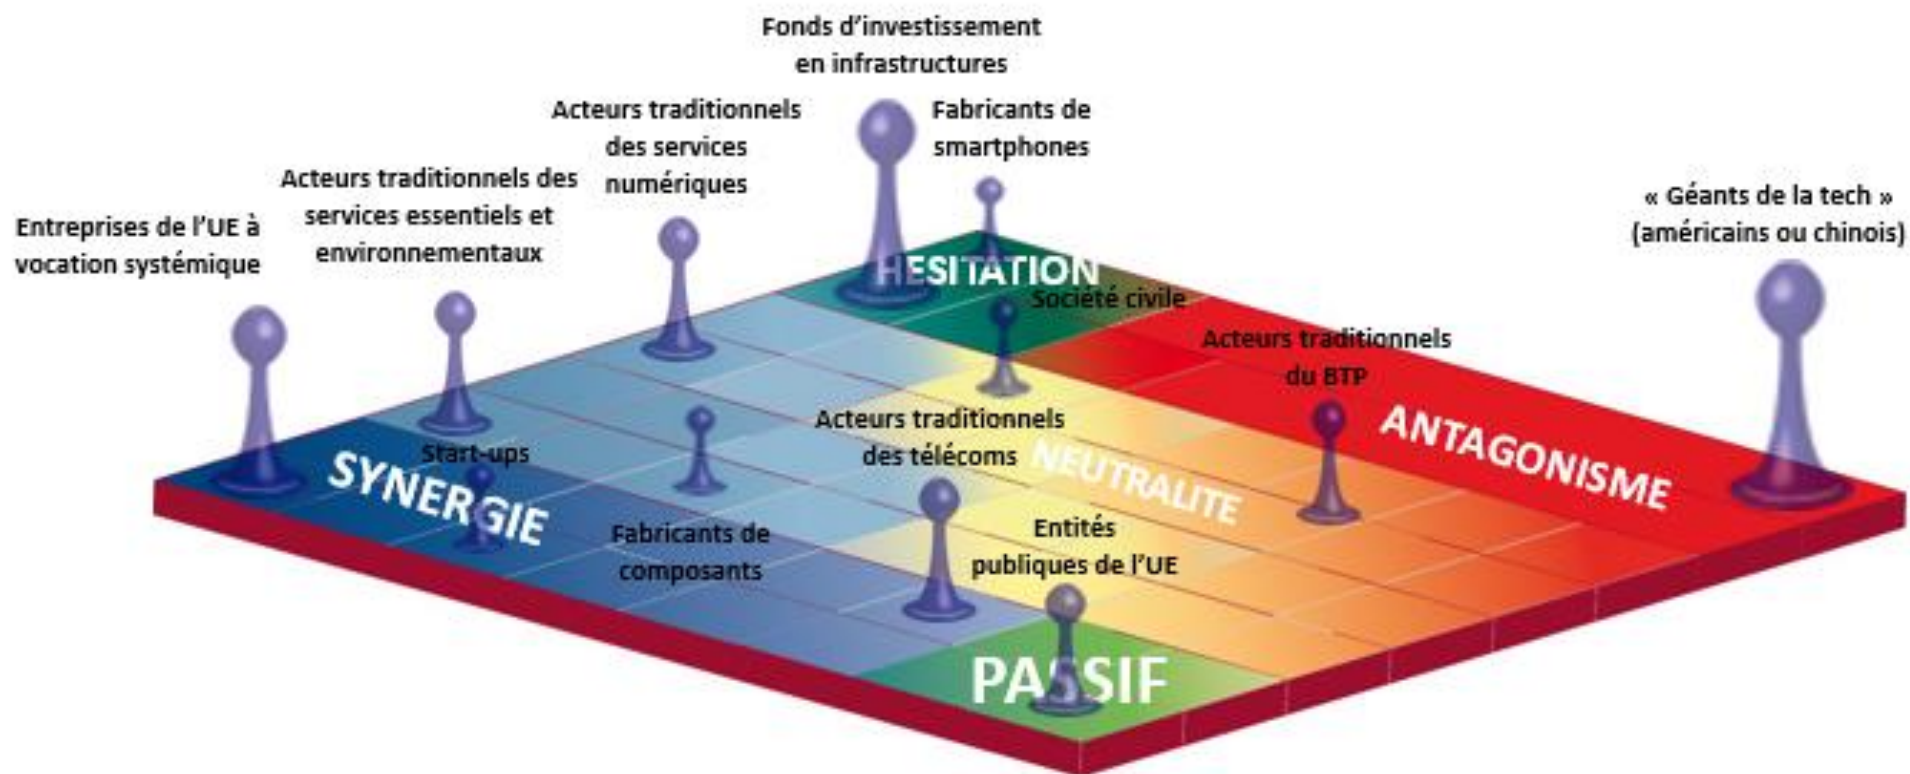 Fonds d'investissement
en infrastructures
Acteurs traditionnels
des services
numériques
Fabricants de
smartphones
Acteurs traditionnels des
services essentiels et
environnementaux
« Géants de la tech »
(américains ou chinois)
Entreprises de l'UE à
vocation systémique
HESITATION
Société civile
Acteurs traditionnels
du BTP
Acteurs traditionnels
des télécoms
ANTAGONISME
Start-ups
SYNERGIE
NEUTRALITE
Fabricants de
composants
Entités
publiques de l'UE
PASSIF